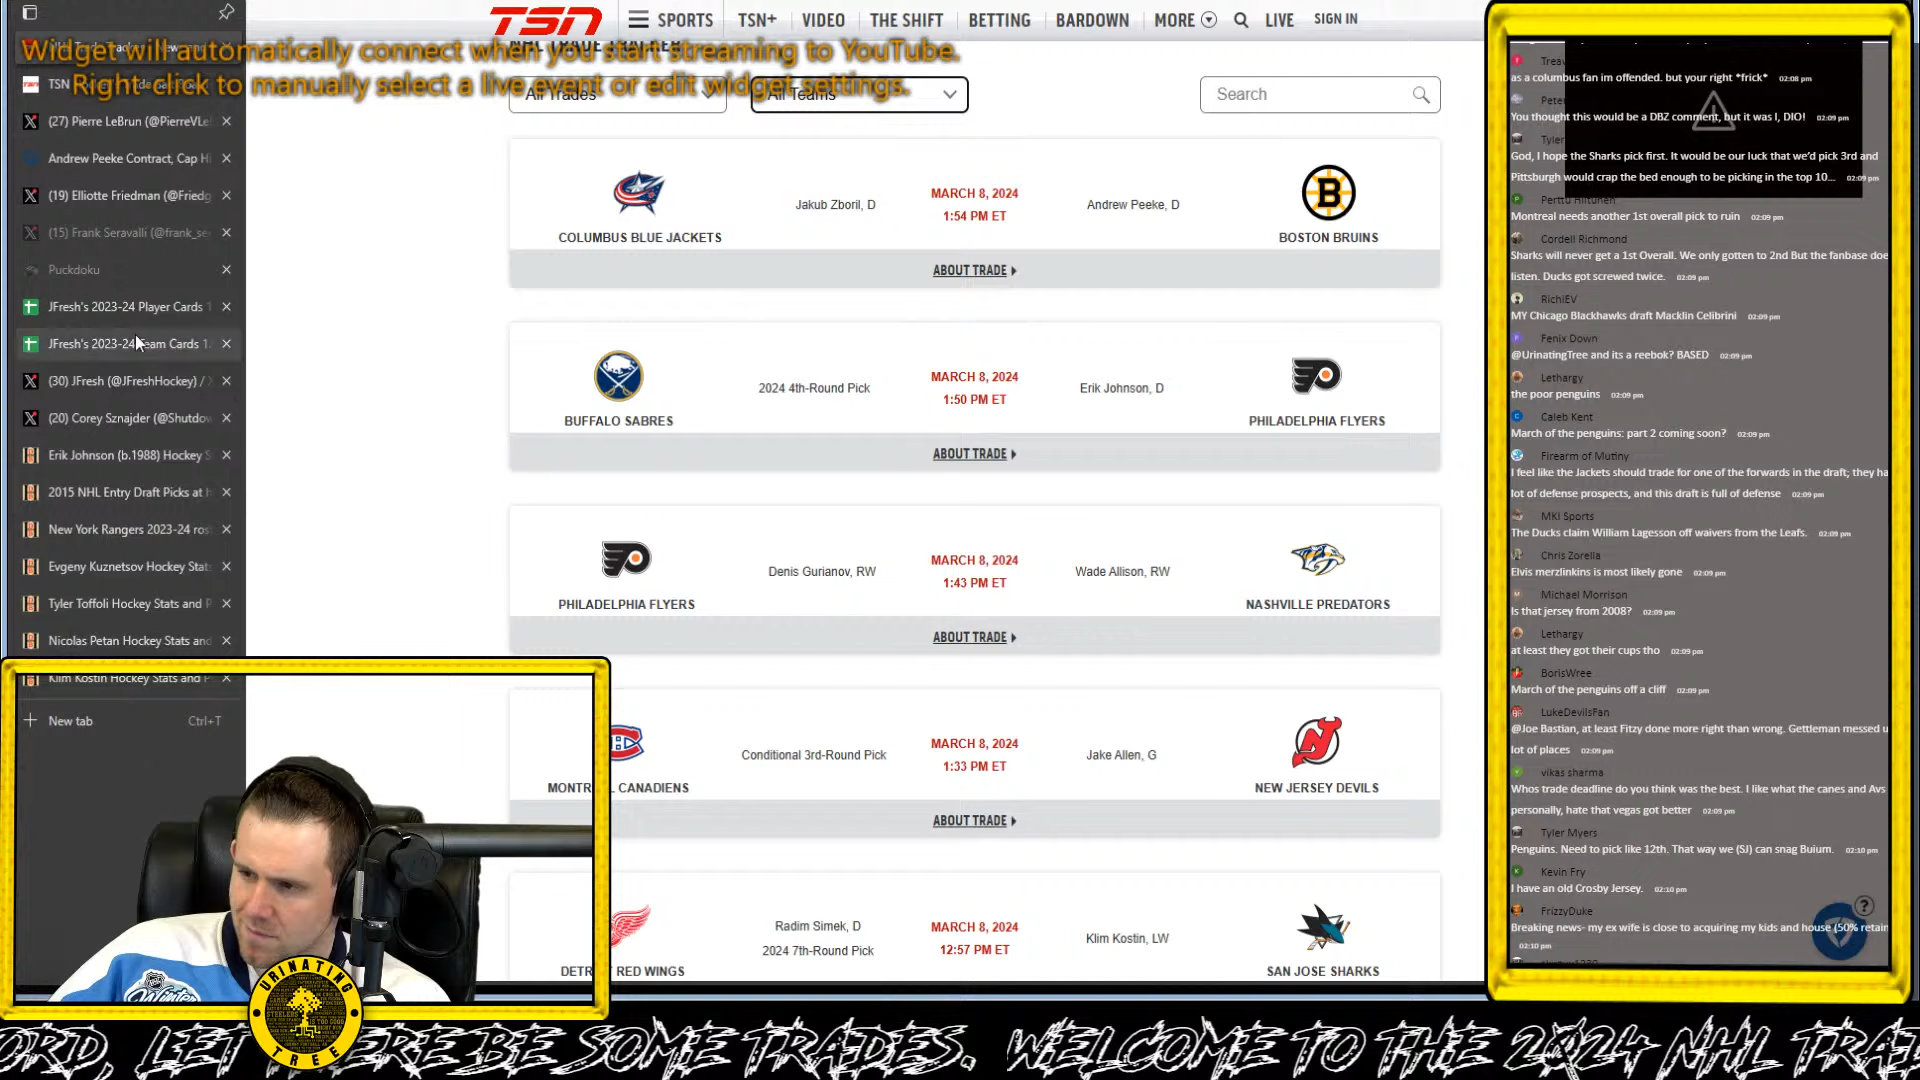 TSN
SPORTS
TSN+
VIDEO
THE SHIFT
BETTING
BARDOWN
MORE
LIVE
SIGN IN
Widget will automatically connect when you start streaming to YouTube.
Right click to manually select a live event or edit widget settings.
All Trades
All Teams
Search
TSN
(27) Pierre LeBrun (@PierreVLe
Andrew Peeke Contract, Cap Hi
(19) Elliotte Friedman (@Friedg
(15) Frank Seravalli (@frank_se
Puckdoku
JFresh's 2023-24 Player Cards 1
JFresh's 2023-24 Team Cards 1.
(30) JFresh (@JFreshHockey) /
(20) Corey Sznajder (@Shutdow
Erik Johnson (b.1988) Hockey S
2015 NHL Entry Draft Picks at h
New York Rangers 2023-24 ros
Evgeny Kuznetsov Hockey Stats
Tyler Toffoli Hockey Stats and P
Nicolas Petan Hockey Stats and
Klim Kostin Hockey Stats and P
New tab
Ctrl+T
COLUMBUS BLUE JACKETS
Jakub Zboril, D
MARCH 8, 2024
1:54 PM ET
Andrew Peeke, D
BOSTON BRUINS
ABOUT TRADE
BUFFALO SABRES
2024 4th-Round Pick
MARCH 8, 2024
1:50 PM ET
Erik Johnson, D
PHILADELPHIA FLYERS
ABOUT TRADE
PHILADELPHIA FLYERS
Denis Gurianov, RW
MARCH 8, 2024
1:43 PM ET
Wade Allison, RW
NASHVILLE PREDATORS
ABOUT TRADE
CANADIENS
Conditional 3rd-Round Pick
MARCH 8, 2024
1:33 PM ET
Jake Allen, G
NEW JERSEY DEVILS
ABOUT TRADE
RED WINGS
Radim Simek, D
2024 7th-Round Pick
MARCH 8, 2024
12:57 PM ET
Klim Kostin, LW
SAN JOSE SHARKS
as a columbus fan im offended. but your right *frick* 02:08 pm
You thought this would be a DBZ comment, but it was I, DIO! 02:09 pm
Tyler
God, I hope the Sharks pick first. It would be our luck that we'd pick 3rd and
Pittsburgh would crap the bed enough to be picking in the top 10... 02:09 pm
Perttu Hiltunen
Montreal needs another 1st overall pick to ruin 02:09 pm
Cordell Richmond
Sharks will never get a 1st Overall. We only gotten to 2nd But the fanbase doe
listen. Ducks got screwed twice. 02:09 pm
RichiEV
MY Chicago Blackhawks draft Macklin Celibrini 02:09 pm
Fenix Down
@UrinatingTree and its a reebok? BASED 02:09 pm
Lethargy
the poor penguins 02:09 pm
Caleb Kent
March of the penguins: part 2 coming soon? 02:09 pm
Firearm of Mutiny
I feel like the Jackets should trade for one of the forwards in the draft; they ha
lot of defense prospects, and this draft is full of defense 02:09 pm
MKI Sports
The Ducks claim William Lagesson off waivers from the Leafs. 02:09 pm
Chris Zorella
Elvis merzlinkins is most likely gone 02:09 pm
Michael Morrison
Is that jersey from 2008? 02:09 pm
Lethargy
at least they got their cups tho 02:09 pm
BorisWree
March of the penguins off a cliff 02:09 pm
LukeDevilsFan
@Joe Bastian, at least Fitzy done more right than wrong. Gettleman messed u
lot of places 02:09 pm
vikas sharma
Whos trade deadline do you think was the best. I like what the canes and Avs
personally, hate that vegas got better 02:09 pm
Tyler Myers
Penguins. Need to pick like 12th. That way we (SJ) can snag Buium. 02:10 pm
Kevin Fry
I have an old Crosby Jersey. 02:10 pm
FrizzyDuke
Breaking news- my ex wife is close to acquiring my kids and house (50% retain
02:10 pm
URINATING
TREE
ORD, LET THERE BE SOME TRADES. WELCOME TO THE 2024 NHL TRA